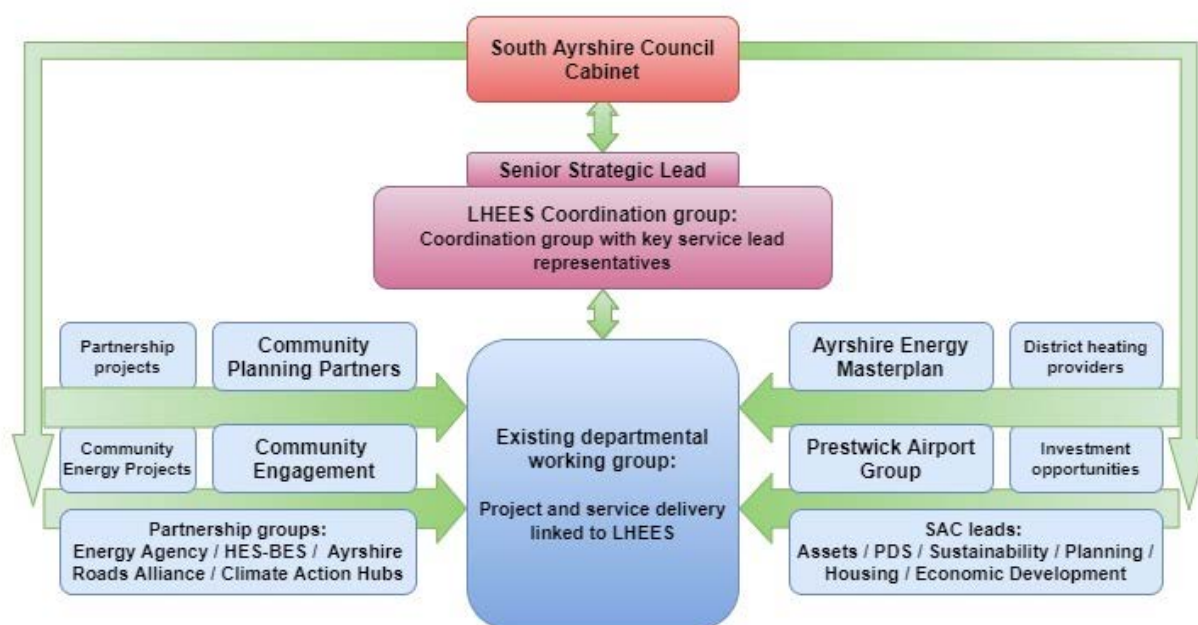 South Ayrshire Council
Cabinet
Senior Strategic Lead
LHEES Coordination group:
Coordination group with key service lead
representatives
Partnership
projects
Community
Planning Partners
Ayrshire Energy
Masterplan
District heating
providers
Community
Energy Projects
Community
Engagement
Existing departmental
working group:
Project and service delivery
linked to LHEES
Prestwick Airport
Group
Investment
opportunities
Partnership groups:
Energy Agency / HES-BES / Ayrshire
Roads Alliance / Climate Action Hubs
SAC leads:
Assets / PDS / Sustainability / Planning /
Housing / Economic Development